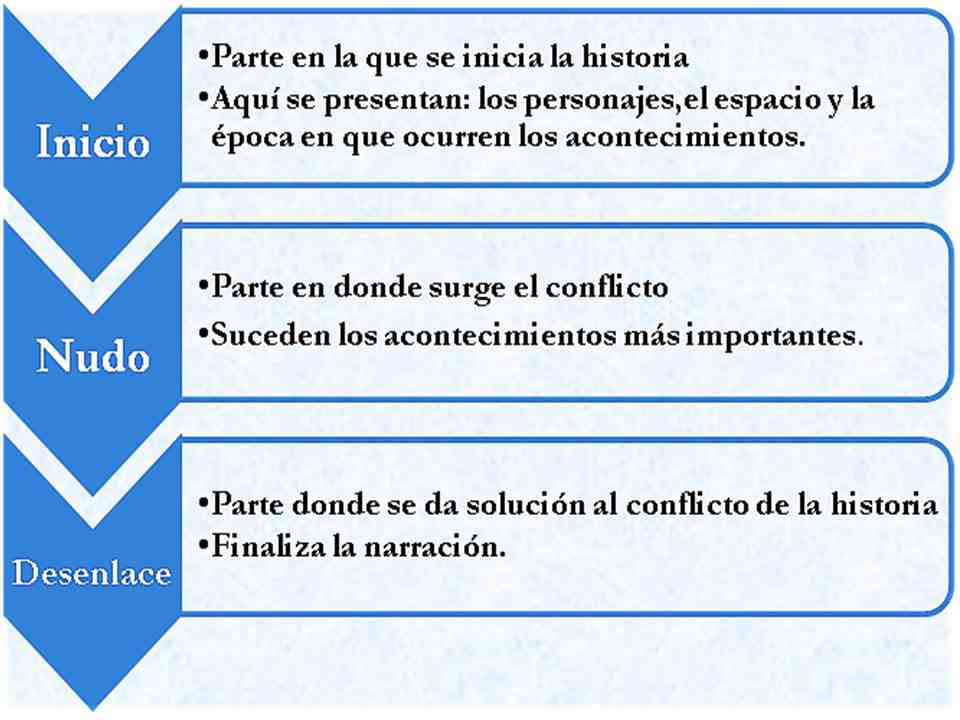 Inicio
•Parte en la que se inicia la historia
•Aquí se presentan: los personajes,el espacio y la
época en que ocurren los acontecimientos.
Nudo
•Parte en donde surge el conflicto
•Suceden los acontecimientos más importantes.
Desenlace
•Parte donde se da solución al conflicto de la historia
•Finaliza la narración.